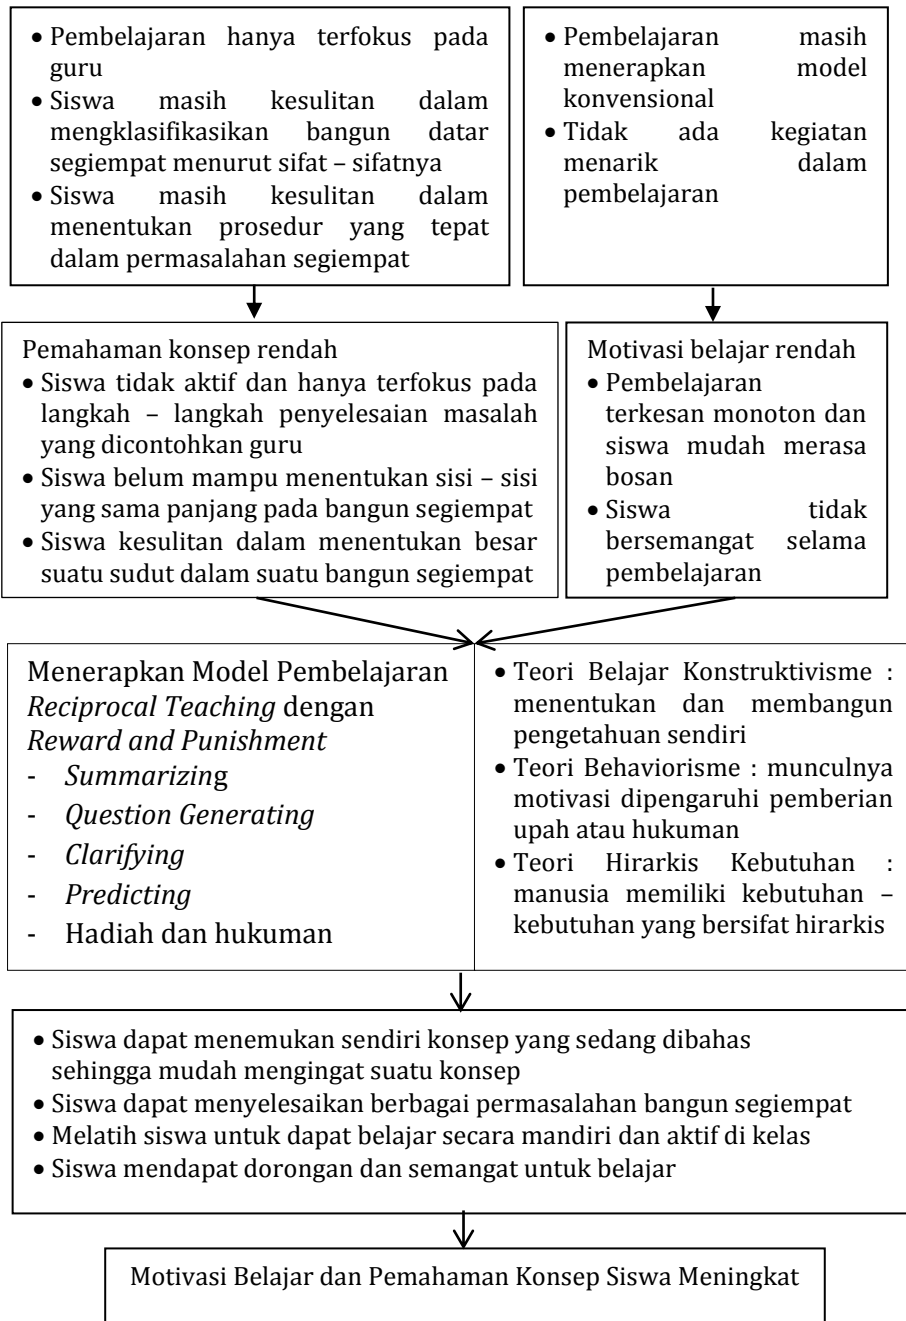 • Pembelajaran hanya terfokus pada
guru
• Siswa masih kesulitan dalam
mengklasifikasikan bangun datar
segiempat menurut sifat – sifatnya
• Siswa masih kesulitan dalam
menentukan prosedur yang tepat
dalam permasalahan segiempat
• Pembelajaran masih
menerapkan model
konvensional
• Tidak ada kegiatan
menarik dalam
pembelajaran
Pemahaman konsep rendah
• Siswa tidak aktif dan hanya terfokus pada
langkah – langkah penyelesaian masalah
yang dicontohkan guru
• Siswa belum mampu menentukan sisi – sisi
yang sama panjang pada bangun segiempat
• Siswa kesulitan dalam menentukan besar
suatu sudut dalam suatu bangun segiempat
Motivasi belajar rendah
• Pembelajaran
terkesan monoton dan
siswa mudah merasa
bosan
• Siswa tidak
bersemangat selama
pembelajaran
Menerapkan Model Pembelajaran
Reciprocal Teaching dengan
Reward and Punishment
- Summarizing
- Question Generating
- Clarifying
- Predicting
- Hadiah dan hukuman
• Teori Belajar Konstruktivisme :
menentukan dan membangun
pengetahuan sendiri
• Teori Behaviorisme : munculnya
motivasi dipengaruhi pemberian
upah atau hukuman
• Teori Hirarkis Kebutuhan :
manusia memiliki kebutuhan –
kebutuhan yang bersifat hirarkis
• Siswa dapat menemukan sendiri konsep yang sedang dibahas
sehingga mudah mengingat suatu konsep
• Siswa dapat menyelesaikan berbagai permasalahan bangun segiempat
• Melatih siswa untuk dapat belajar secara mandiri dan aktif di kelas
• Siswa mendapat dorongan dan semangat untuk belajar
Motivasi Belajar dan Pemahaman Konsep Siswa Meningkat